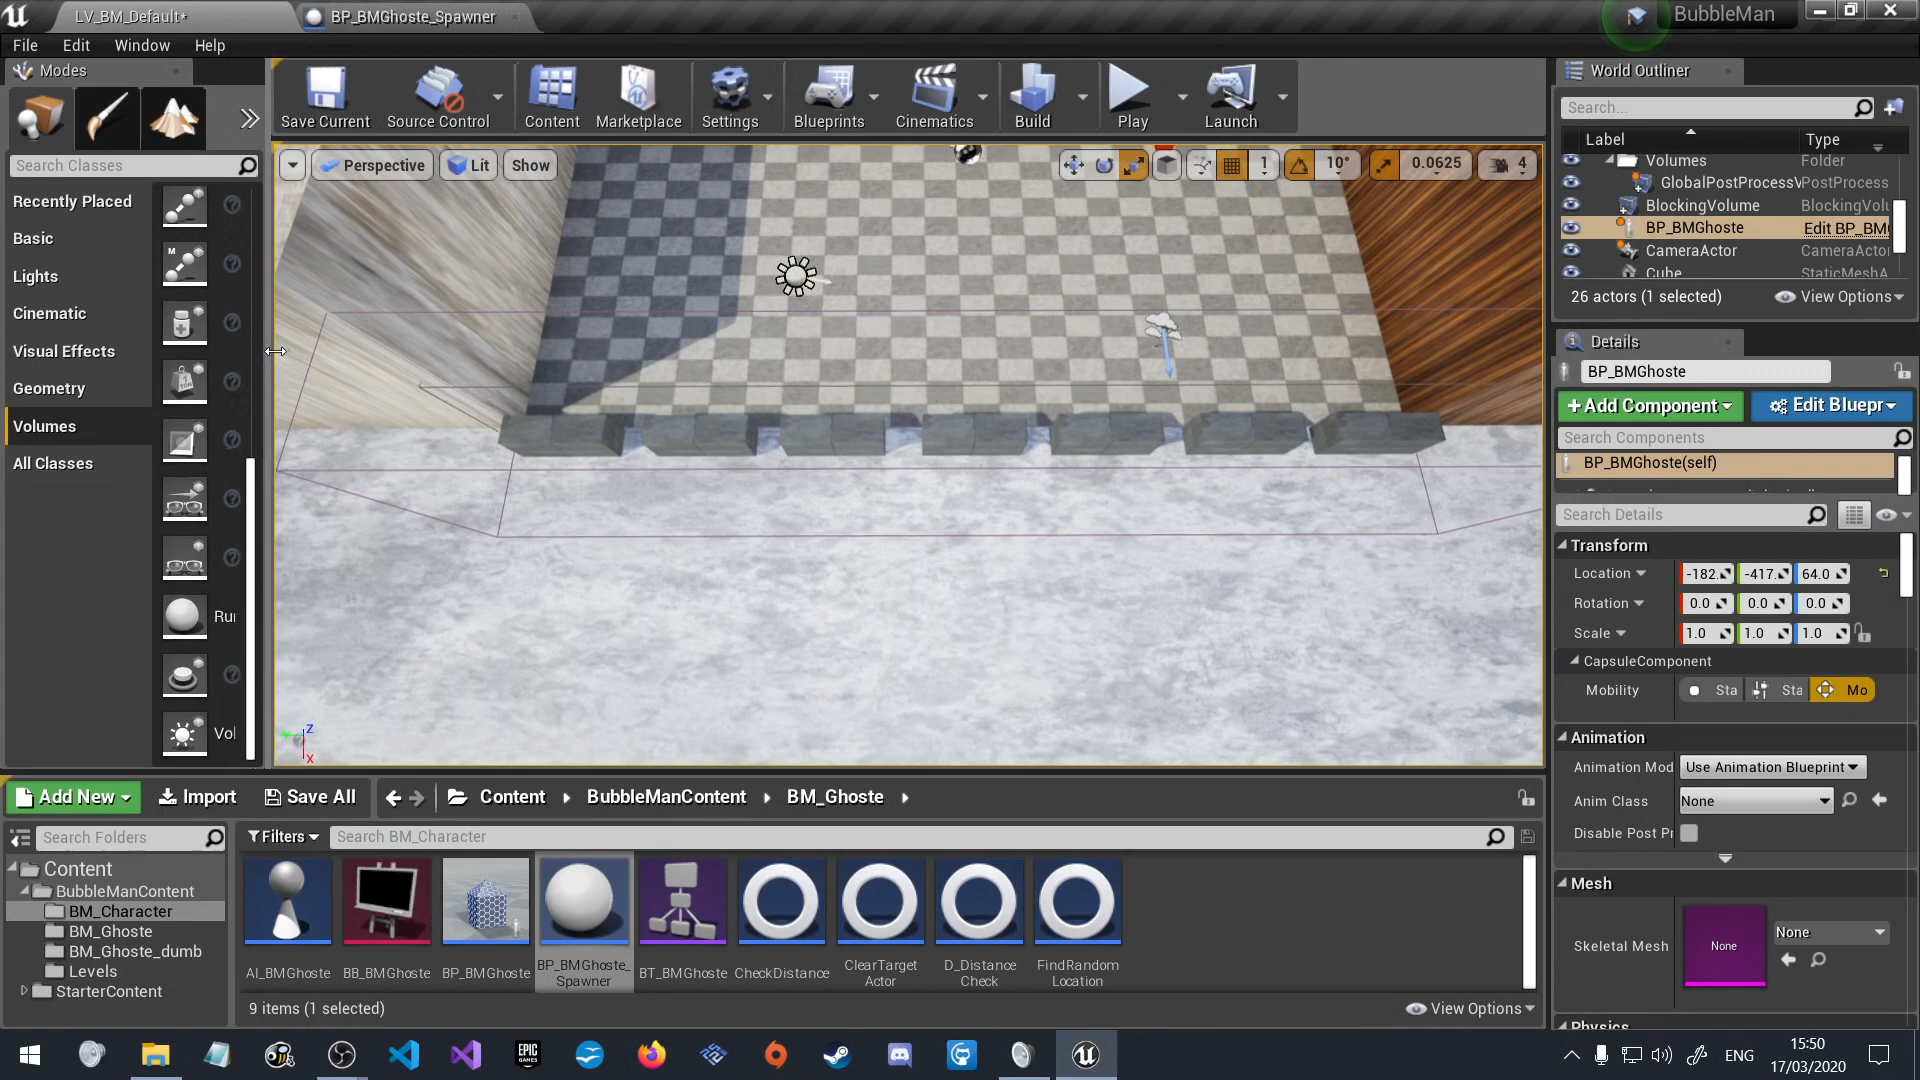 LV_BM_Default*
BP_BMGhoste_Spawner
BubbleMan
File Edit Window Help
Modes
Search Classes
Recently Placed
Basic
Lights
Cinematic
Visual Effects
Geometry
Volumes
All Classes
M
Ru
Vol
Save Current
Source Control
Content
Marketplace
Settings
Blueprints
Cinematics
Build
Play
Launch
Perspective Lit Show
1 10° 0.0625 4
Z
X
World Outliner
Search...
Label Type
Volumes Folder
GlobalPostProcessV PostProcess
BlockingVolume BlockingVolu
BP_BMGhoste Edit BP_BM
CameraActor CameraActo
Cube StaticMeshA
26 actors (1 selected) View Options
Details
BP_BMGhoste
+Add Component Edit Bluepr
Search Components
BP_BMGhoste(self)
Search Details
Transform
Location -182. -417. 64.0
Rotation 0.0 0.0 0.0
Scale 1.0 1.0 1.0
CapsuleComponent
Mobility Sta Sta Mo
Animation
Animation Mod Use Animation Blueprint
Anim Class None
Disable Post Pr
Mesh
Skeletal Mesh None None
Physics
Add New Import Save All Content BubbleManContent BM_Ghoste
Search Folders
Content
BubbleManContent
BM_Character
BM_Ghoste
BM_Ghoste_dumb
Levels
StarterContent
Filters Search BM_Character
AI_BMGhoste
BB_BMGhoste
BP_BMGhoste
BP_BMGhoste_
Spawner
BT_BMGhoste
CheckDistance
ClearTarget
Actor
D_Distance
Check
FindRandom
Location
9 items (1 selected) View Options
EPIC
GAMES
ENG
15:50
17/03/2020